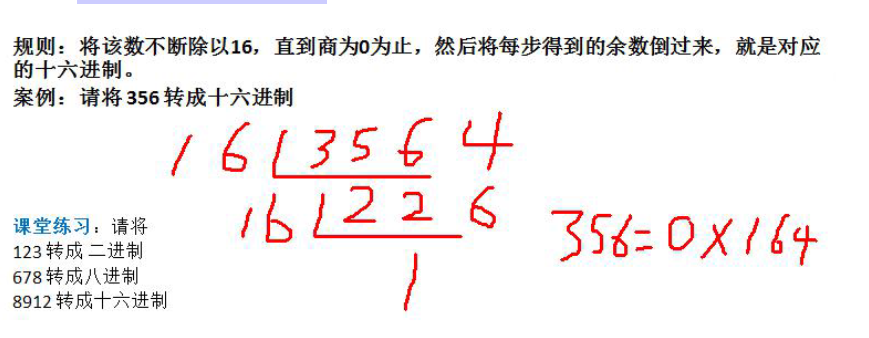 规则：将该数不断除以16，直到商为0为止，然后将每步得到的余数倒过来，就是对应
的十六进制。
案例：请将 356 转成十六进制
16 356 4
16 22 6
1
356=0X164
课堂练习：请将
123 转成 二进制
678 转成八进制
8912 转成十六进制